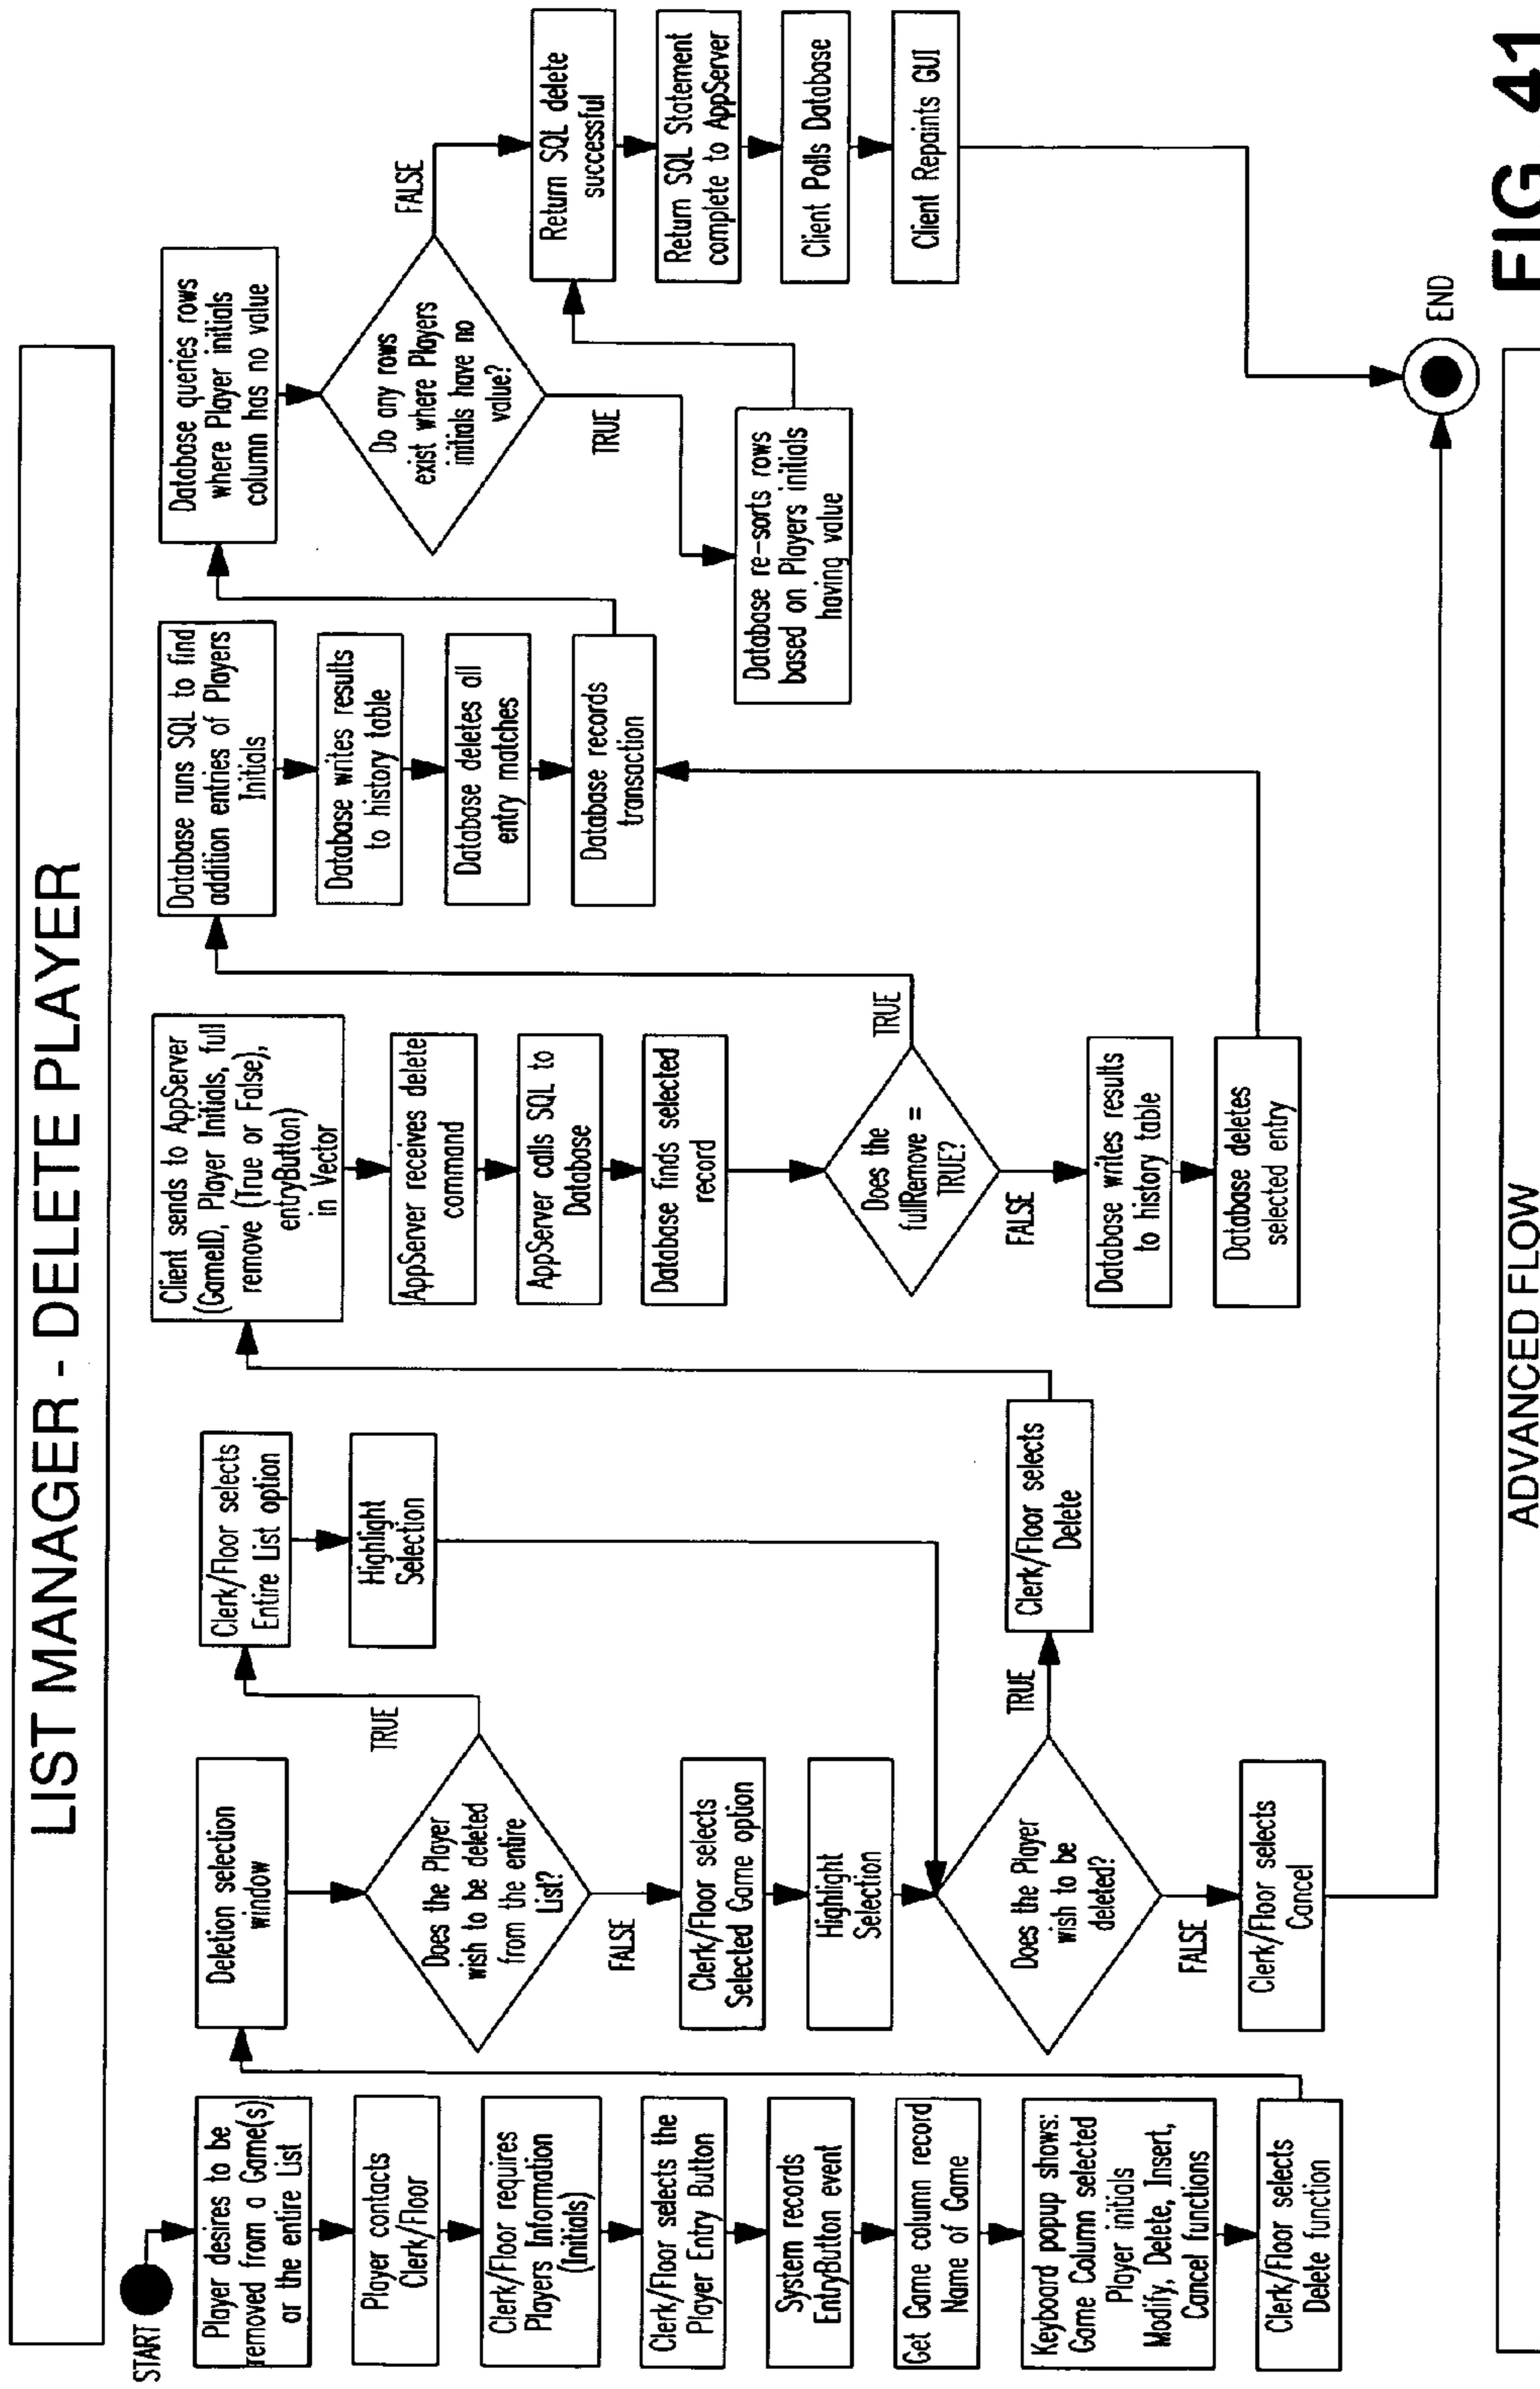 LIST MANAGER - DELETE PLAYER
START
Player desires to be
removed from a Game(s)
or the entire List
Player contacts
Clerk/Floor
Clerk/Floor requires
Players Information
(Initials)
Clerk/Floor selects the
Player Entry Button
System records
EntryButton event
Get Game column record
Name of Game
Keyboard popup shows:
Game Column selected
Player initials
Modify, Delete, Insert,
Cancel functions
Clerk/Floor selects
Delete function
Deletion selection
window
Does the Player
wish to be deleted
from the entire
List?
TRUE
FALSE
Clerk/Floor selects
Entire List option
Highlight
Selection
Clerk/Floor selects
Selected Game option
Highlight
Selection
Does the Player
wish to be
deleted?
TRUE
FALSE
Clerk/Floor selects
Delete
Clerk/Floor selects
Cancel
Client sends to AppServer
(GameID, Player Initials, full
remove (True or False),
entryButton)
in Vector
AppServer receives delete
command
AppServer calls SQL to
Database
Database finds selected
record
Does the
fullRemove =
TRUE?
TRUE
FALSE
Database writes results
to history table
Database deletes
selected entry
Database runs SQL to find
addition entries of Players
Initials
Database writes results
to history table
Database deletes all
entry matches
Database records
transaction
Database queries rows
where Player initials
column has no value
Do any rows
exist where Players
initials have no
value?
FALSE
TRUE
Database re-sorts rows
based on Players initials
having value
Return SQL delete
successful
Return SQL Statement
complete to AppServer
Client Polls Database
Client Repaints GUI
END
ADVANCED FLOW
FIG. 41